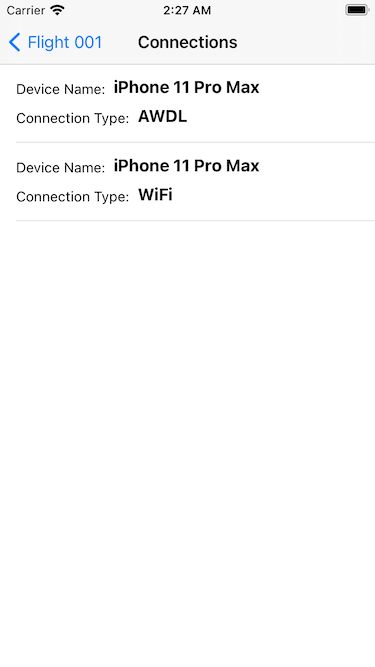 Carrier 2:27 AM
Flight 001 Connections
Device Name: iPhone 11 Pro Max
Connection Type: AWDL
Device Name: iPhone 11 Pro Max
Connection Type: WiFi